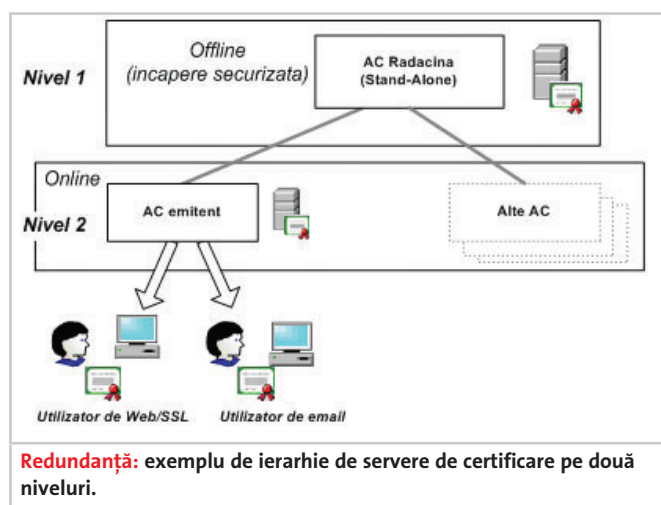 Offline
(incapere securizata)
Nivel 1
AC Radacina
(Stand-Alone)
Online
Nivel 2
AC emitent
Alte AC
Utilizator de Web/SSL
Utilizator de email
Redundanță: exemplu de ierarhie de servere de certificare pe două
niveluri.